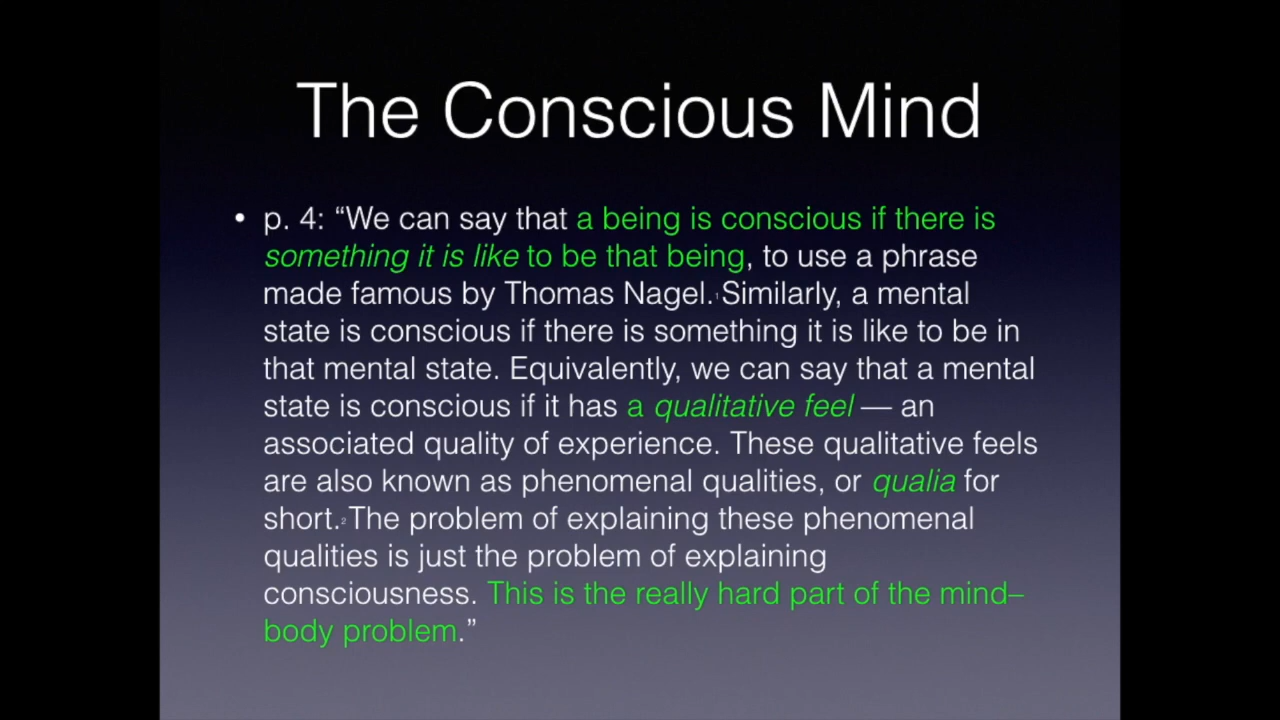 The Conscious Mind
• p. 4: “We can say that a being is conscious if there is
something it is like to be that being, to use a phrase
made famous by Thomas Nagel.1 Similarly, a mental
state is conscious if there is something it is like to be in
that mental state. Equivalently, we can say that a mental
state is conscious if it has a qualitative feel — an
associated quality of experience. These qualitative feels
are also known as phenomenal qualities, or qualia for
short.2 The problem of explaining these phenomenal
qualities is just the problem of explaining
consciousness. This is the really hard part of the mind–
body problem.”